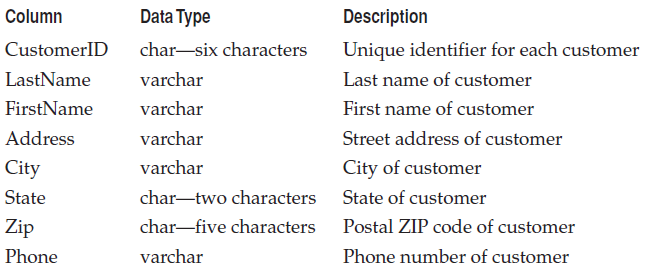 Column Data Type Description
CustomerID char—six characters Unique identifier for each customer
LastName varchar Last name of customer
FirstName varchar First name of customer
Address varchar Street address of customer
City varchar City of customer
State char—two characters State of customer
Zip char—five characters Postal ZIP code of customer
Phone varchar Phone number of customer